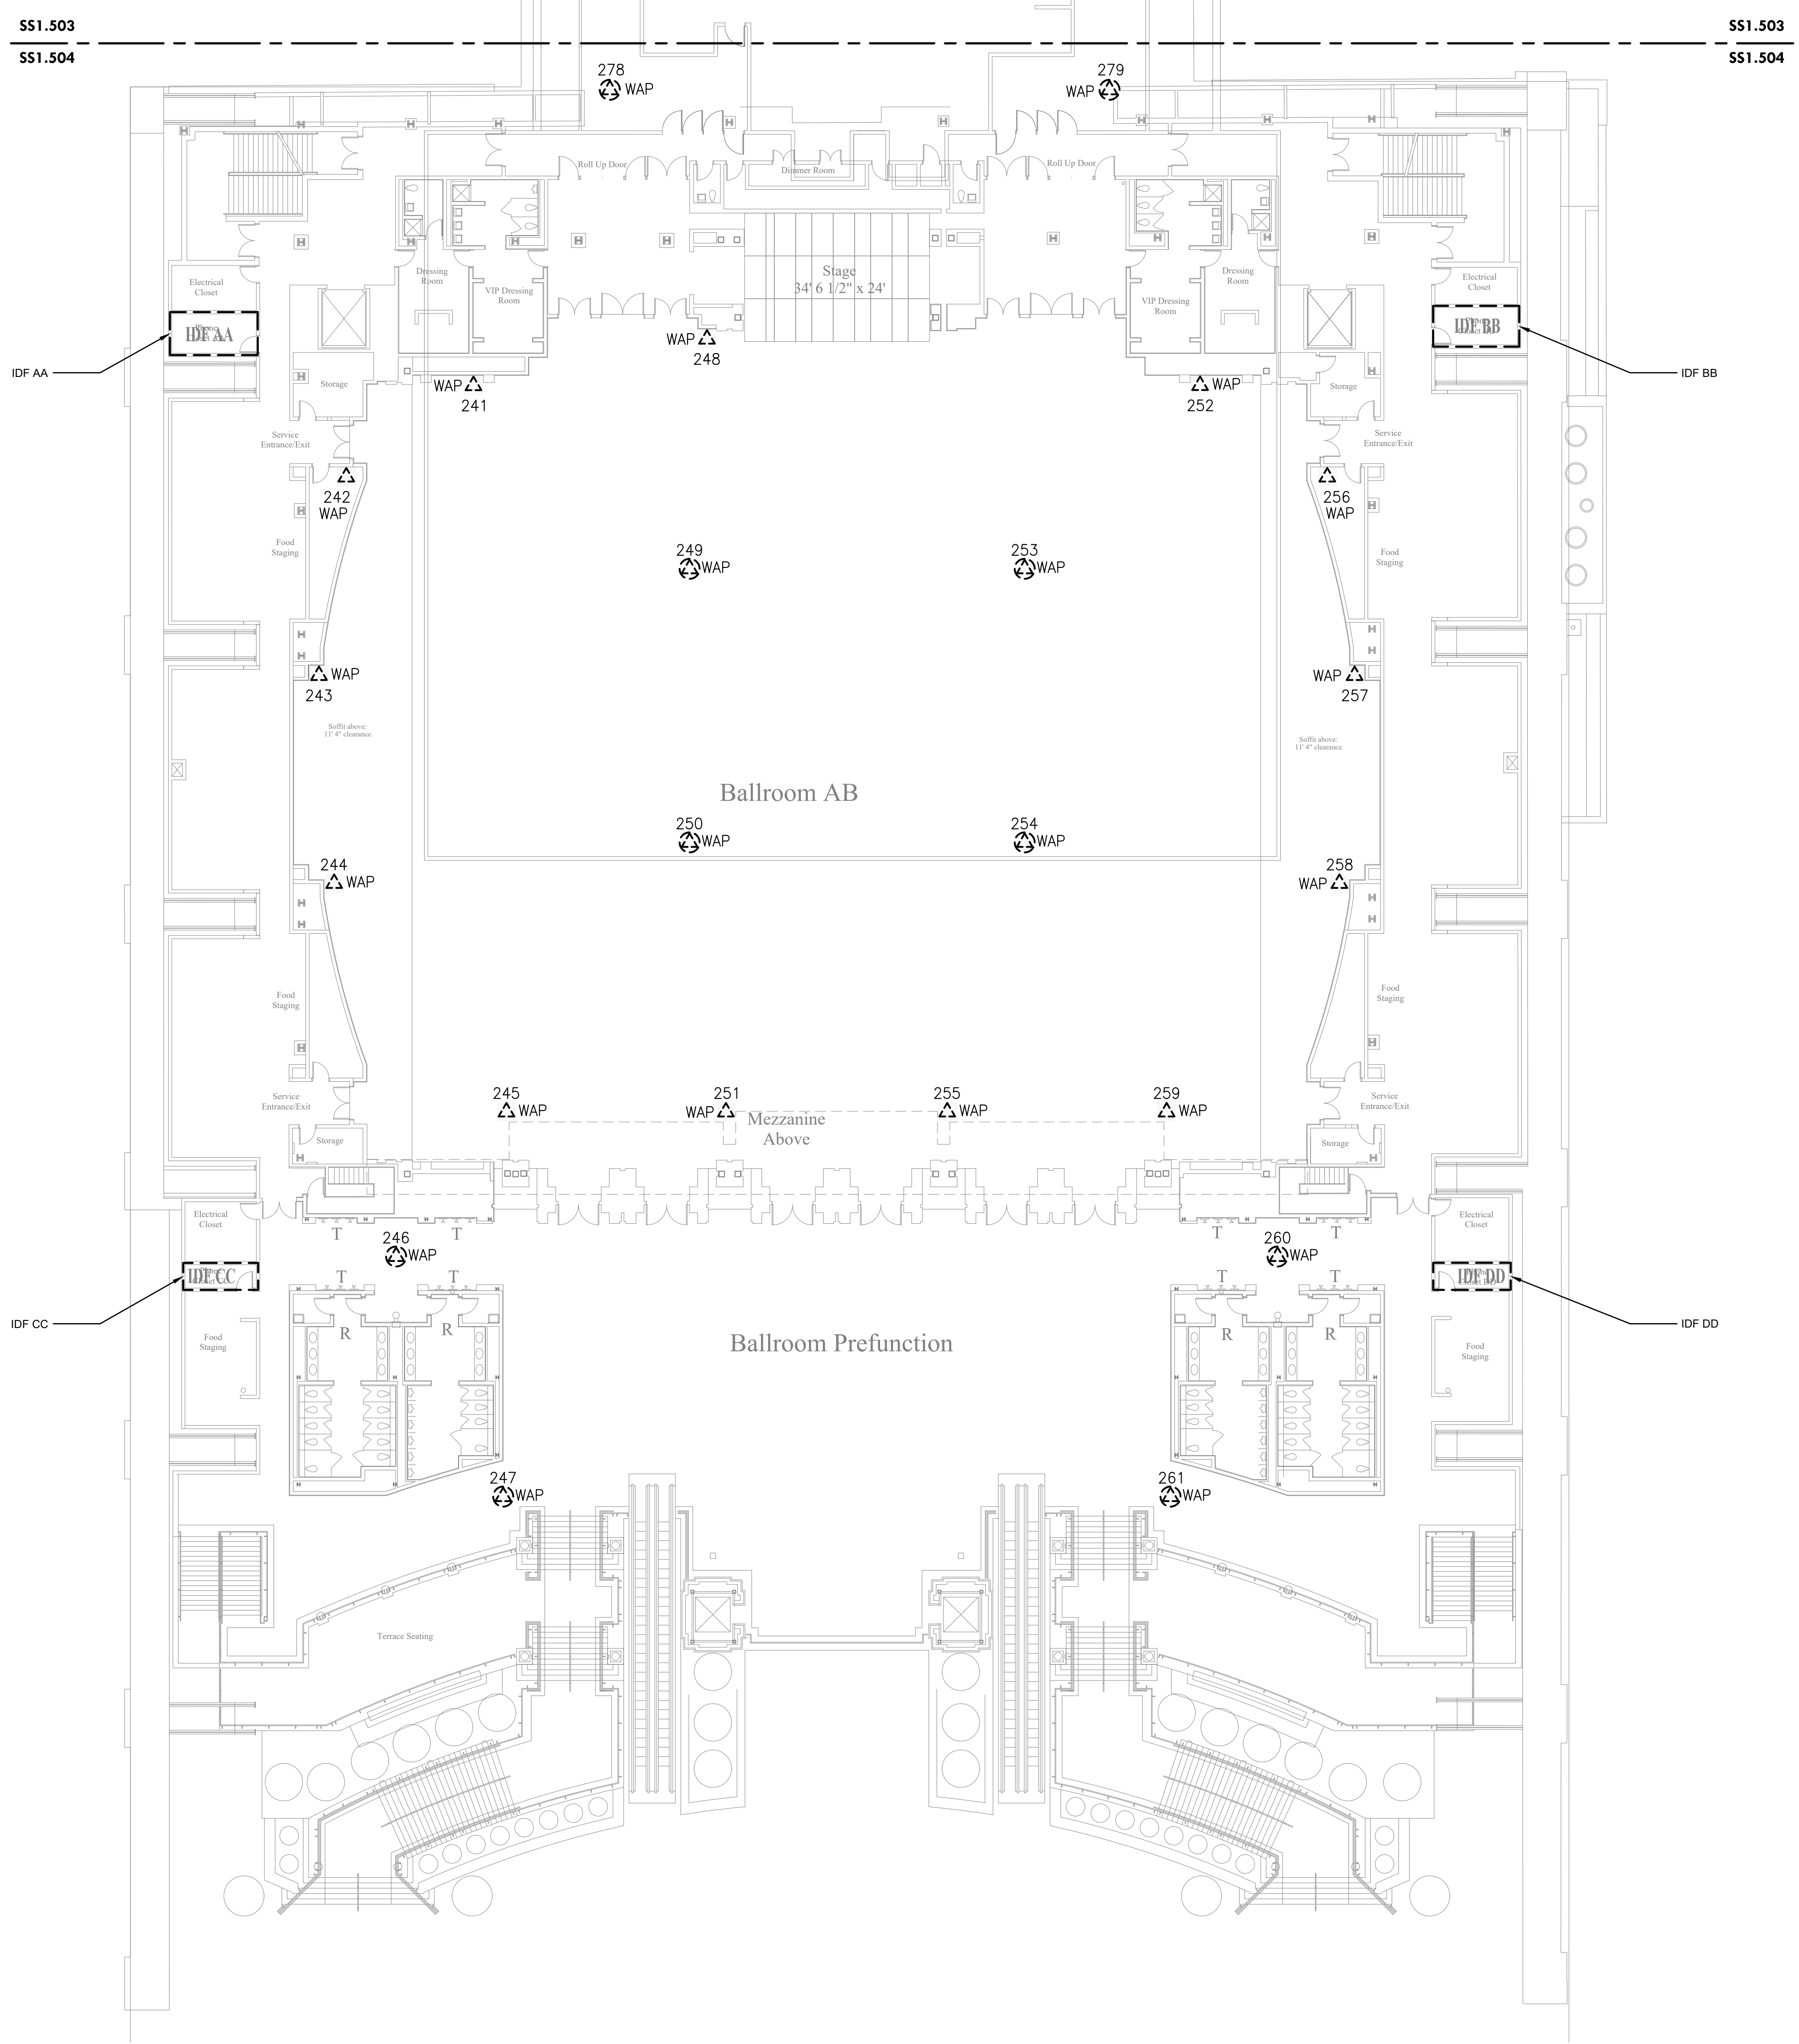 SS1.503
SS1.503
SS1.504
SS1.504
278
WAP
279
WAP
Roll Up Door
Dimmer Room
Roll Up Door
Electrical
Closet
Dressing
Room
VIP Dressing
Room
Stage
34' 6 1/2" x 24'
VIP Dressing
Room
Dressing
Room
Electrical
Closet
IDF AA
IDF BB
WAP
248
IDF AA
IDF BB
Storage
WAP
241
WAP
252
Storage
Service
Entrance/Exit
Service
Entrance/Exit
242
WAP
256
WAP
Food
Staging
249
WAP
253
WAP
Food
Staging
WAP
243
WAP
257
Soffit above:
11' 4" clearance
Soffit above:
11' 4" clearance
Ballroom AB
250
WAP
254
WAP
244
WAP
258
WAP
Food
Staging
Food
Staging
Service
Entrance/Exit
245
WAP
251
WAP
255
WAP
259
WAP
Service
Entrance/Exit
Mezzanine
Above
Storage
Storage
Electrical
Closet
Electrical
Closet
T
T
T
T
246
WAP
260
WAP
IDF CC
IDF DD
T
T
T
T
IDF CC
IDF DD
Food
Staging
R
R
Ballroom Prefunction
R
R
Food
Staging
247
WAP
261
WAP
Terrace Seating